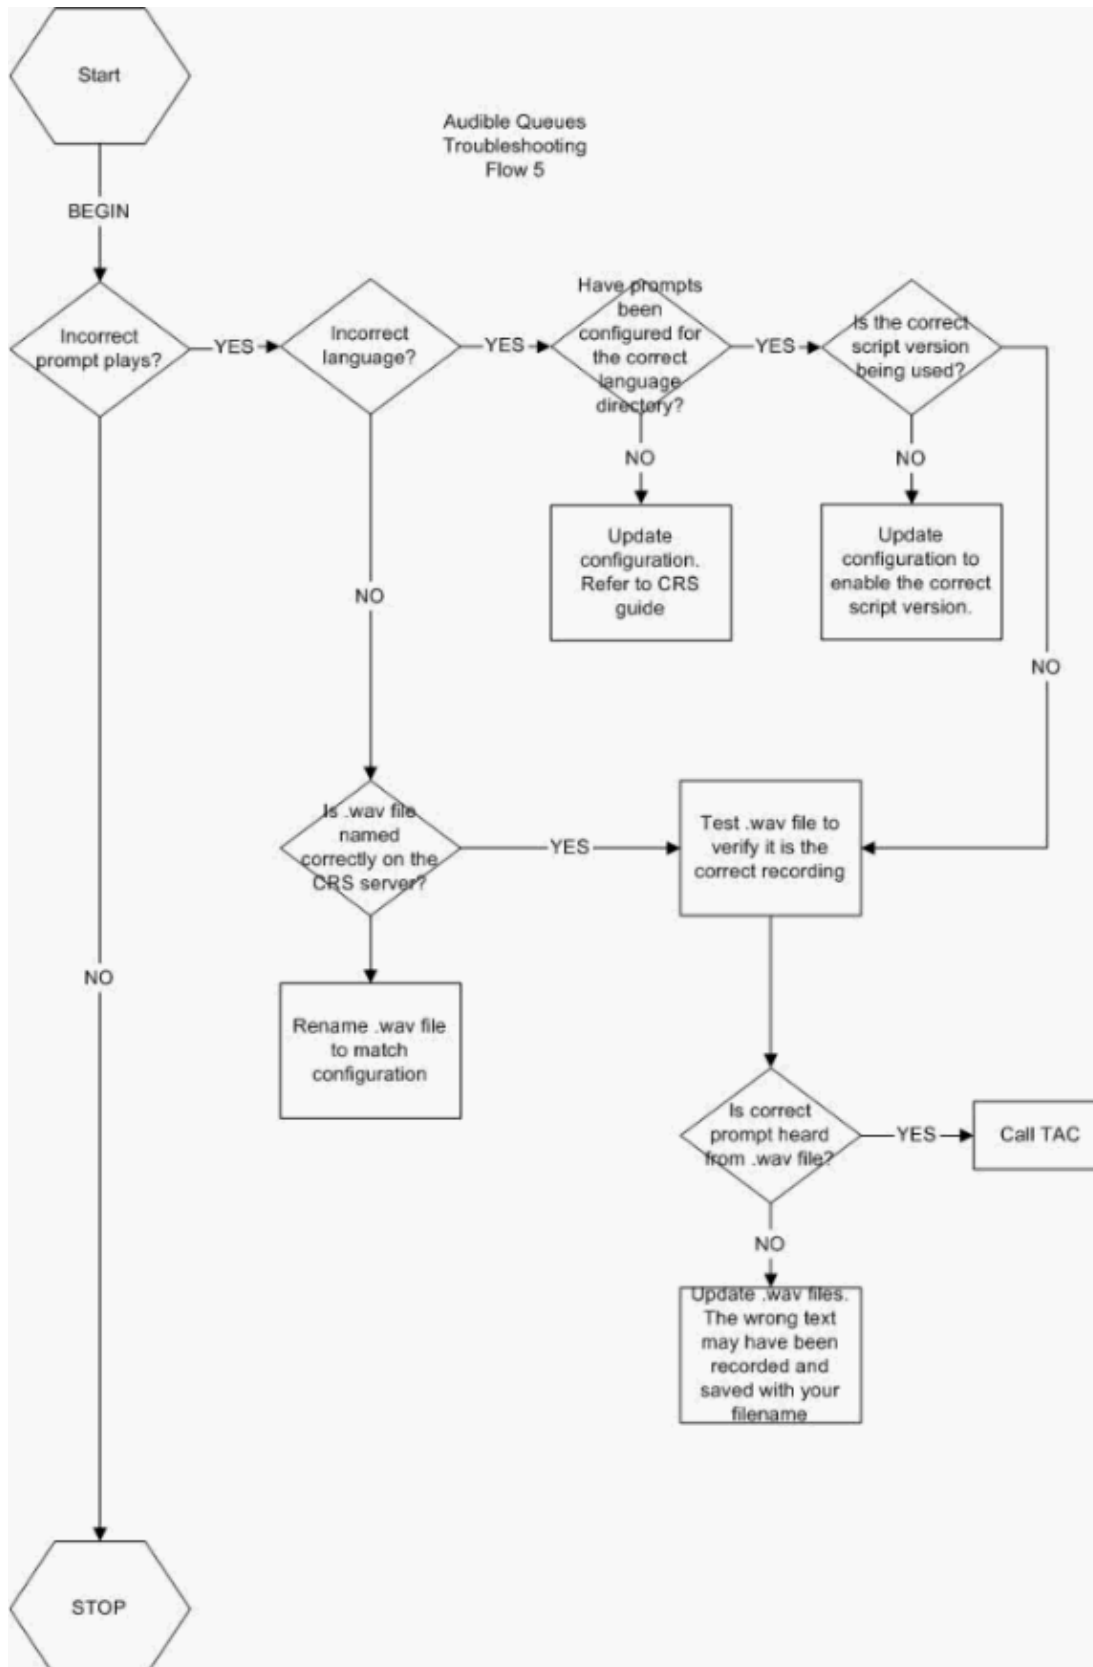 Start
Audible Queues
Troubleshooting
Flow 5
BEGIN
Incorrect
prompt plays?
YES
Incorrect
language?
YES
Have prompts
been
configured for
the correct
language
directory?
YES
Is the correct
script version
being used?
NO
NO
Update
configuration.
Refer to CRS
guide
Update
configuration to
enable the correct
script version.
NO
NO
Is .wav file
named
correctly on the
CRS server?
YES
Test .wav file to
verify it is the
correct recording
NO
Rename .wav file
to match
configuration
Is correct
prompt heard
from .wav file?
YES
Call TAC
NO
Update .wav files.
The wrong text
may have been
recorded and
saved with your
filename
STOP